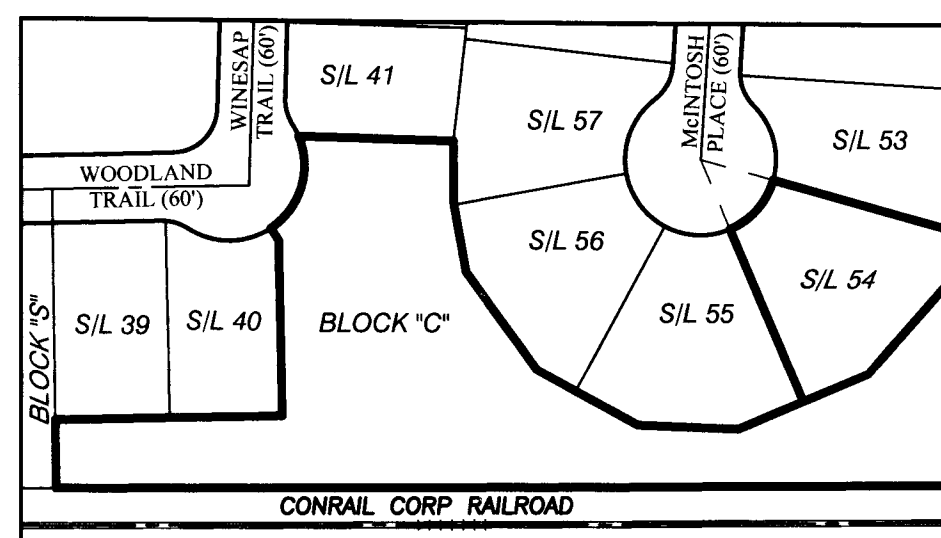 WINESAP
TRAIL (60')
S/L 41
McINTOSH
PLACE (60')
S/L 57
S/L 53
WOODLAND
TRAIL (60')
S/L 56
S/L 54
BLOCK "S"
S/L 39
S/L 40
BLOCK "C"
S/L 55
CONRAIL CORP RAILROAD